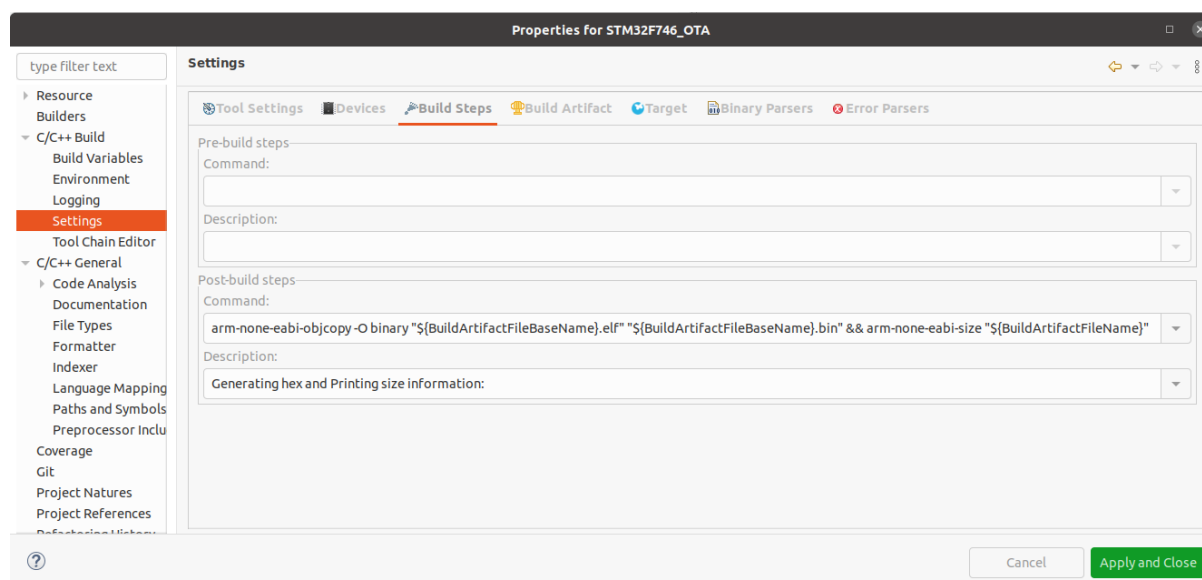 Properties for STM32F746_OTA
type filter text
Resource
Builders
C/C++ Build
Build Variables
Environment
Logging
Settings
Tool Chain Editor
C/C++ General
Code Analysis
Documentation
File Types
Formatter
Indexer
Language Mapping
Paths and Symbols
Preprocessor Inclu
Coverage
Git
Project Natures
Project References
Refactoring History
Settings
Tool Settings Devices Build Steps Build Artifact Target Binary Parsers Error Parsers
Pre-build steps
Command:
Description:
Post-build steps
Command:
arm-none-eabi-objcopy -O binary "${BuildArtifactFileBaseName}.elf" "${BuildArtifactFileBaseName}.bin" && arm-none-eabi-size "${BuildArtifactFileName}"
Description:
Generating hex and Printing size information:
Cancel
Apply and Close